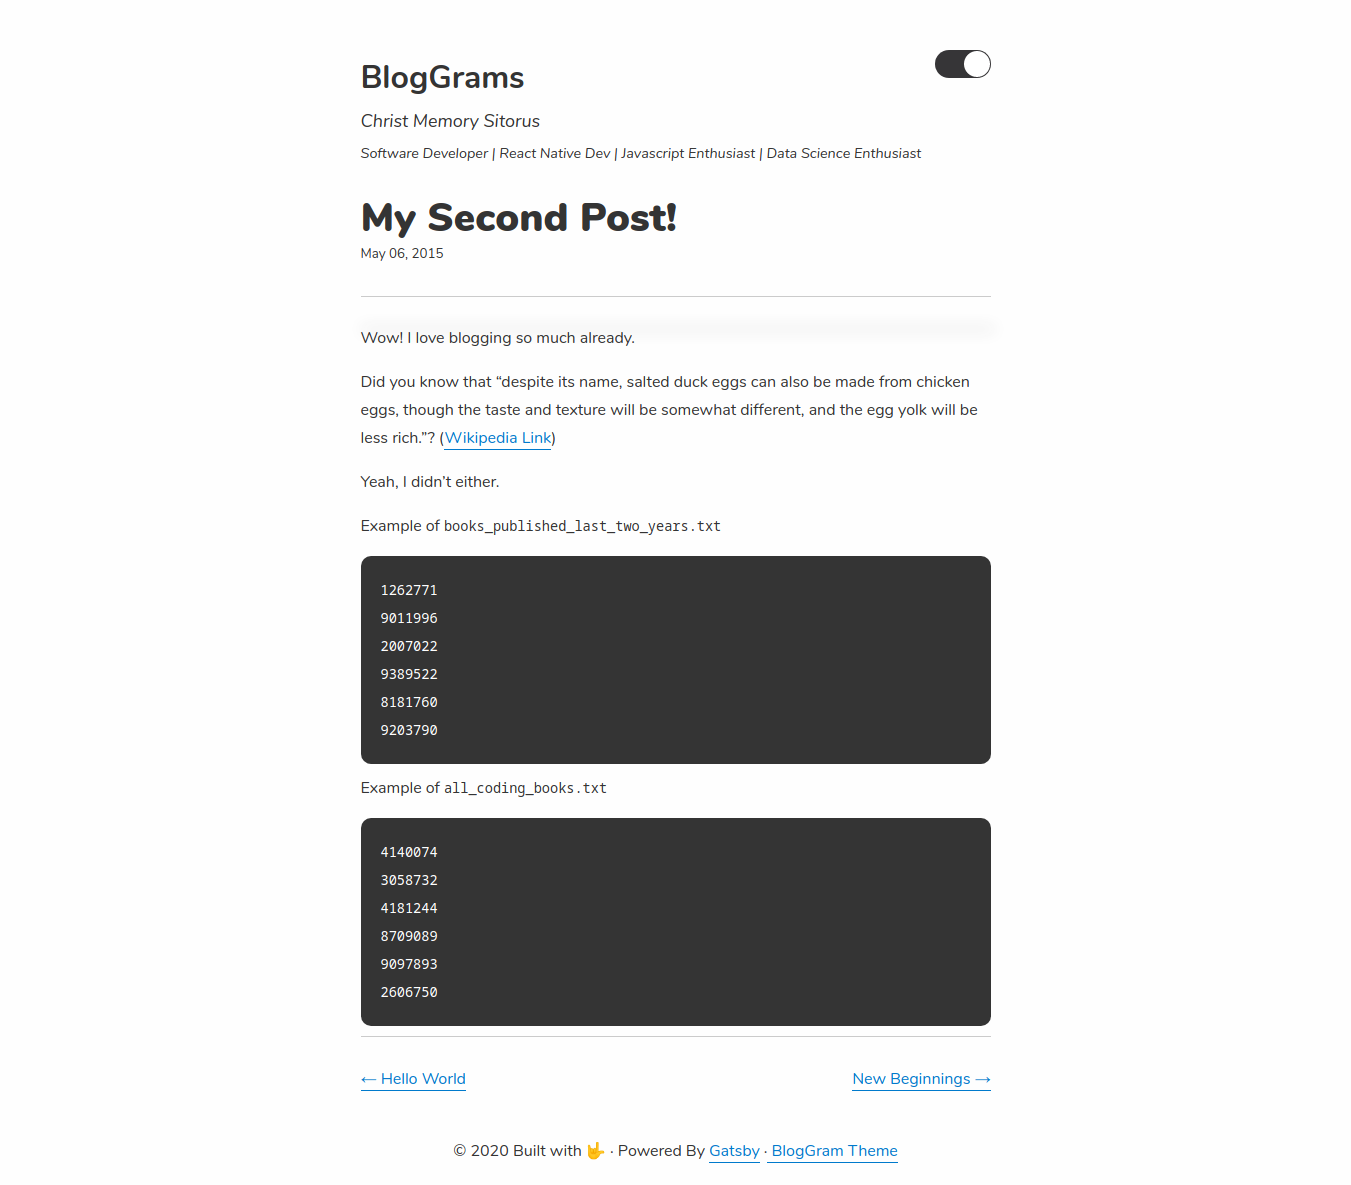 BlogGrams
Christ Memory Sitorus
Software Developer | React Native Dev | Javascript Enthusiast | Data Science Enthusiast
My Second Post!
May 06, 2015
Wow! I love blogging so much already.
Did you know that “despite its name, salted duck eggs can also be made from chicken
eggs, though the taste and texture will be somewhat different, and the egg yolk will be
less rich.”? (Wikipedia Link)
Yeah, I didn’t either.
Example of books_published_last_two_years.txt
1262771
9011996
2007022
9389522
8181760
9203790
Example of all_coding_books.txt
4140074
3058732
4181244
8709089
9097893
2606750
← Hello World
New Beginnings →
© 2020 Built with 🤟 · Powered By Gatsby · BlogGram Theme